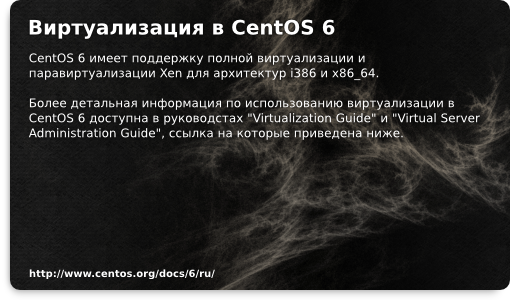 Виртуализация в CentOS 6
CentOS 6 имеет поддержку полной виртуализации и
паравиртуализации Xen для архитектур i386 и x86_64.
Более детальная информация по использованию виртуализации в
CentOS 6 доступна в руководстах "Virtualization Guide" и "Virtual Server
Administration Guide", ссылка на которые приведена ниже.
http://www.centos.org/docs/6/ru/